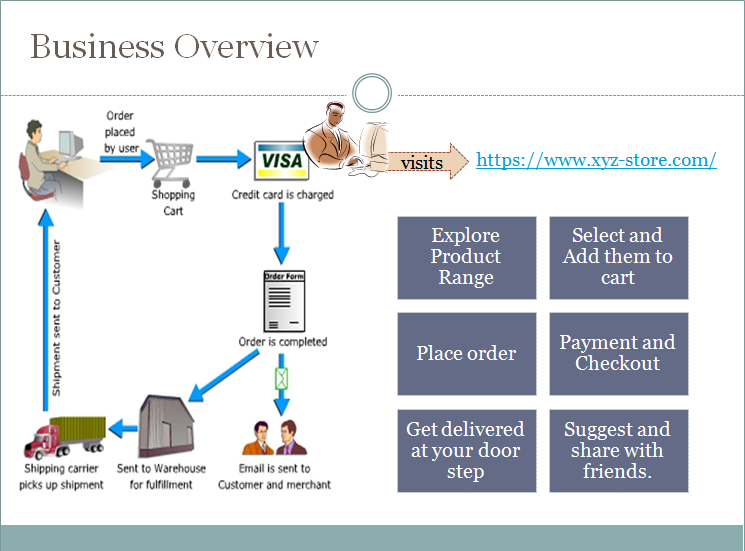 Business Overview
Order
placed
by user
Shopping
Cart
VISA
Credit card is charged
visits
https://www.xyz-store.com/
Order Form
Order is completed
Shipment sent to Customer
Shipping carrier
picks up shipment
Sent to Warehouse
for fulfillment
Email is sent to
Customer and merchant
Explore
Product
Range
Select and
Add them to
cart
Place order
Payment and
Checkout
Get delivered
at your door
step
Suggest and
share with
friends.